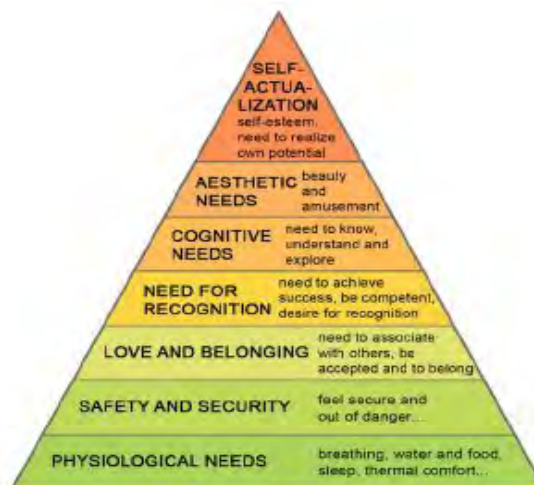 SELF-
ACTUA-
LIZATION
self-esteem,
need to realize
own potential
AESTHETIC
NEEDS
beauly
and
amusement
COGNITIVE
NEEDS
need to know,
understand and
explore
NEED FOR
RECOGNITION
need to achieve
success, be competent,
desire for recognition
LOVE AND BELONGING
need to associate
with others, be
accepted and to belong
SAFETY AND SECURITY
feel secure and
out of danger...
PHYSIOLOGICAL NEEDS
breathing, water and food,
sleep, thermal comfort...